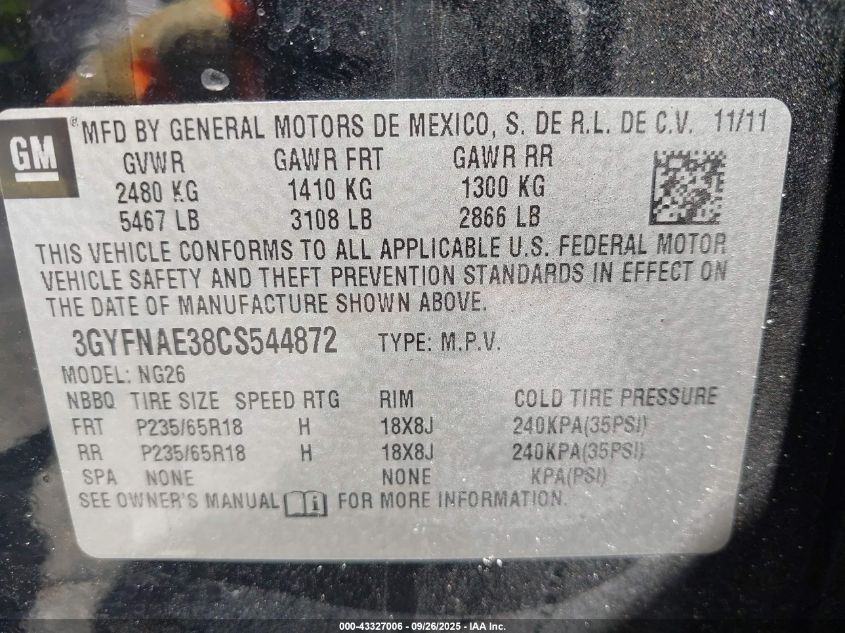 GM ® MFD BY GENERAL MOTORS DE MEXICO, S. DE R.L. DE C.V. 11/11
GVWR GAWR FRT GAWR RR
2480 KG 1410 KG 1300 KG
5467 LB 3108 LB 2866 LB
THIS VEHICLE CONFORMS TO ALL APPLICABLE U.S. FEDERAL MOTOR
VEHICLE SAFETY AND THEFT PREVENTION STANDARDS IN EFFECT ON
THE DATE OF MANUFACTURE SHOWN ABOVE.
3GYFNAE38CS544872 TYPE: M.P.V.
MODEL: NG26
NBBQ TIRE SIZE SPEED RTG RIM COLD TIRE PRESSURE
FRT P235/65R18 H 18X8J 240KPA(35PSI)
RR P235/65R18 H 18X8J 240KPA(35PSI)
SPA NONE NONE KPA(PSI)
SEE OWNER'S MANUAL FOR MORE INFORMATION.
000-43327006 - 09/26/2025 - IAA Inc.